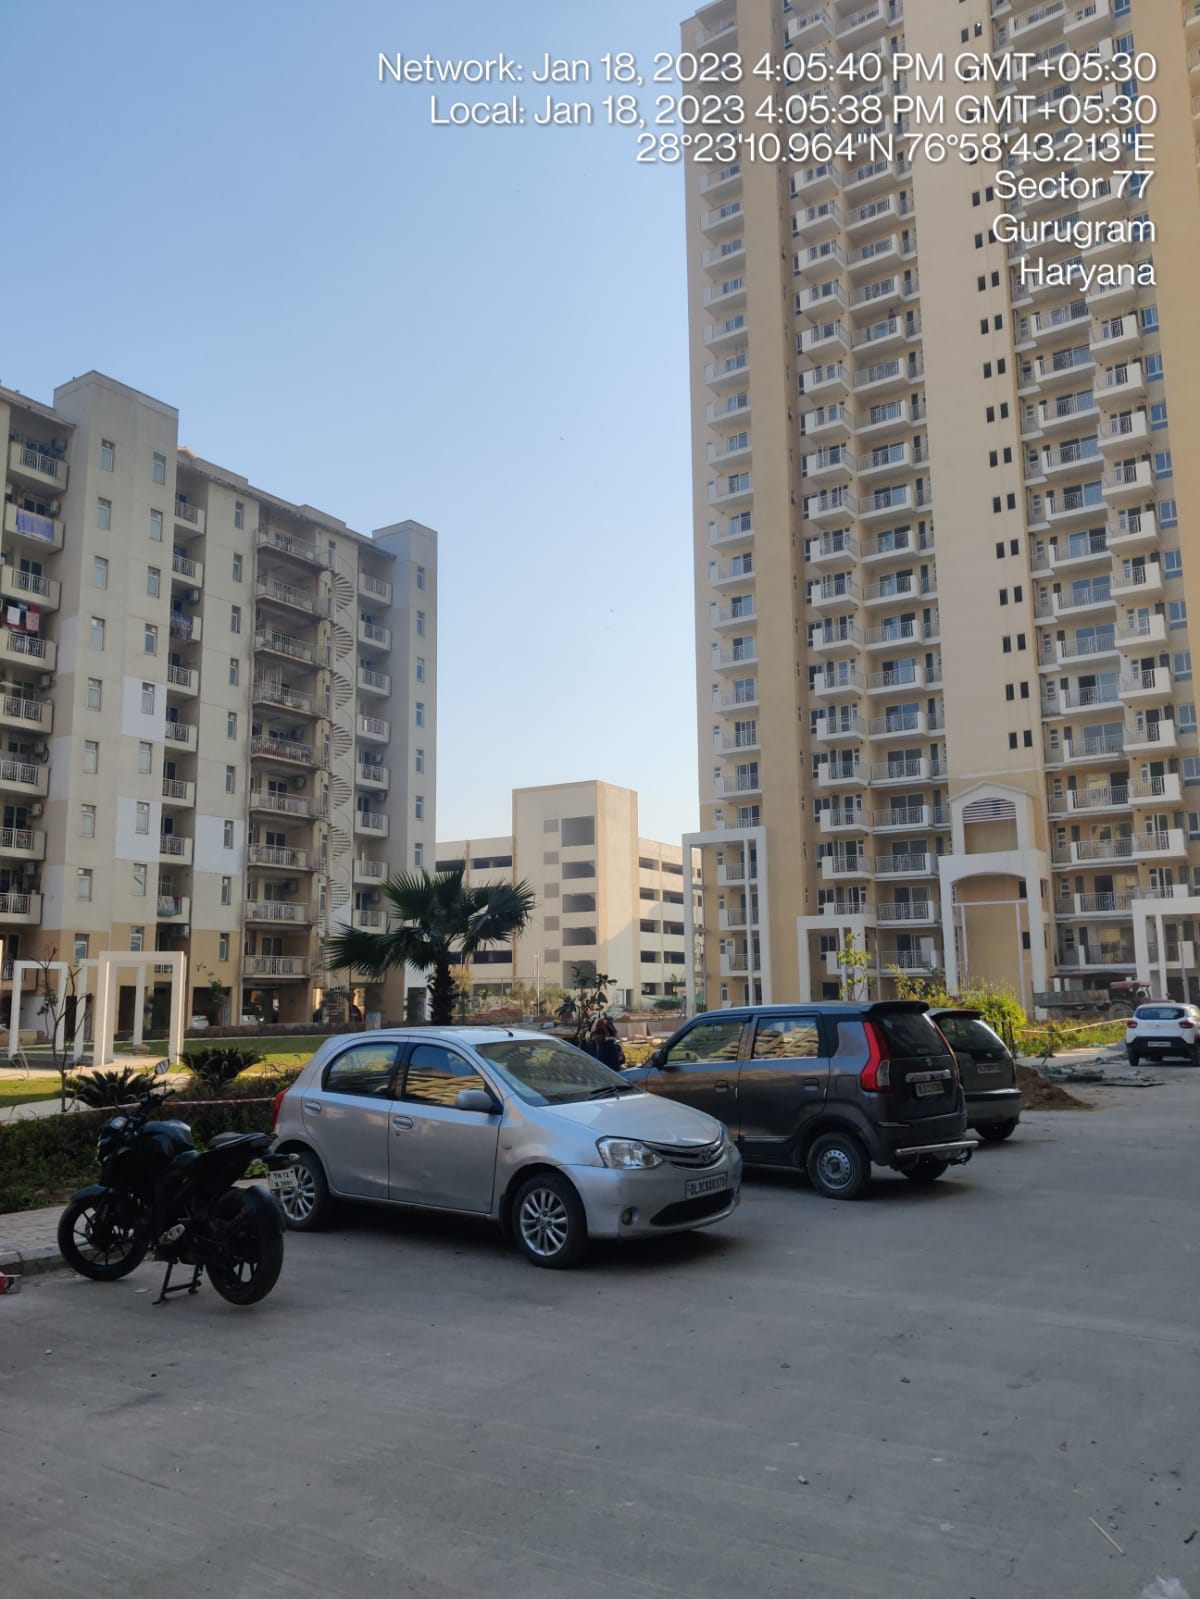 Network: Jan 18, 2023 4:05:40 PM GMT+05:30
Local: Jan 18, 2023 4:05:38 PM GMT+05:30
28°23'10.964"N 76°58'43.213"E
Sector 77
Gurugram
Haryana
DL3CBX0370